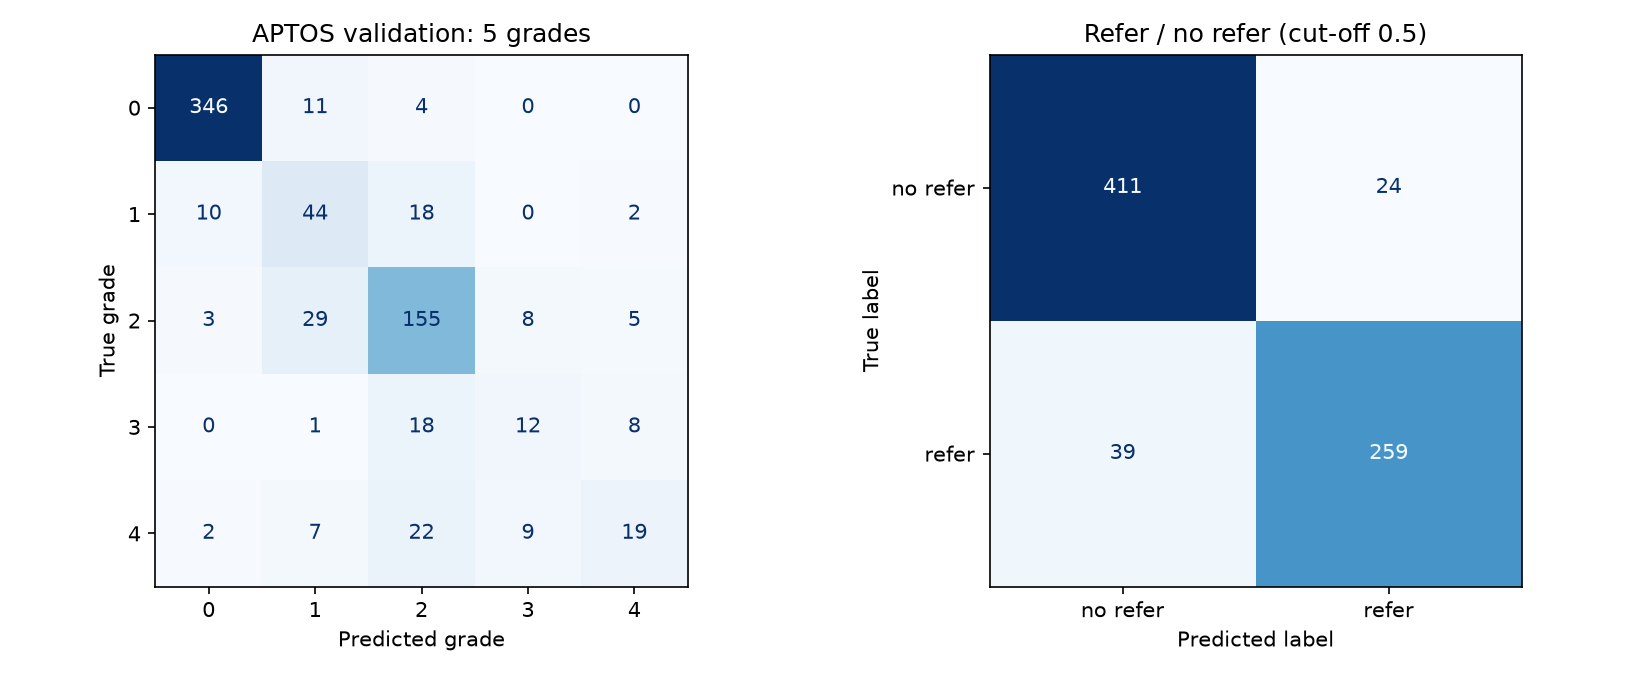 APTOS validation: 5 grades
True grade
0 346 11 4 0 0
1 10 44 18 0 2
2 3 29 155 8 5
3 0 1 18 12 8
4 2 7 22 9 19
0 1 2 3 4
Predicted grade
Refer / no refer (cut-off 0.5)
True label
no refer 411 24
refer 39 259
no refer refer
Predicted label